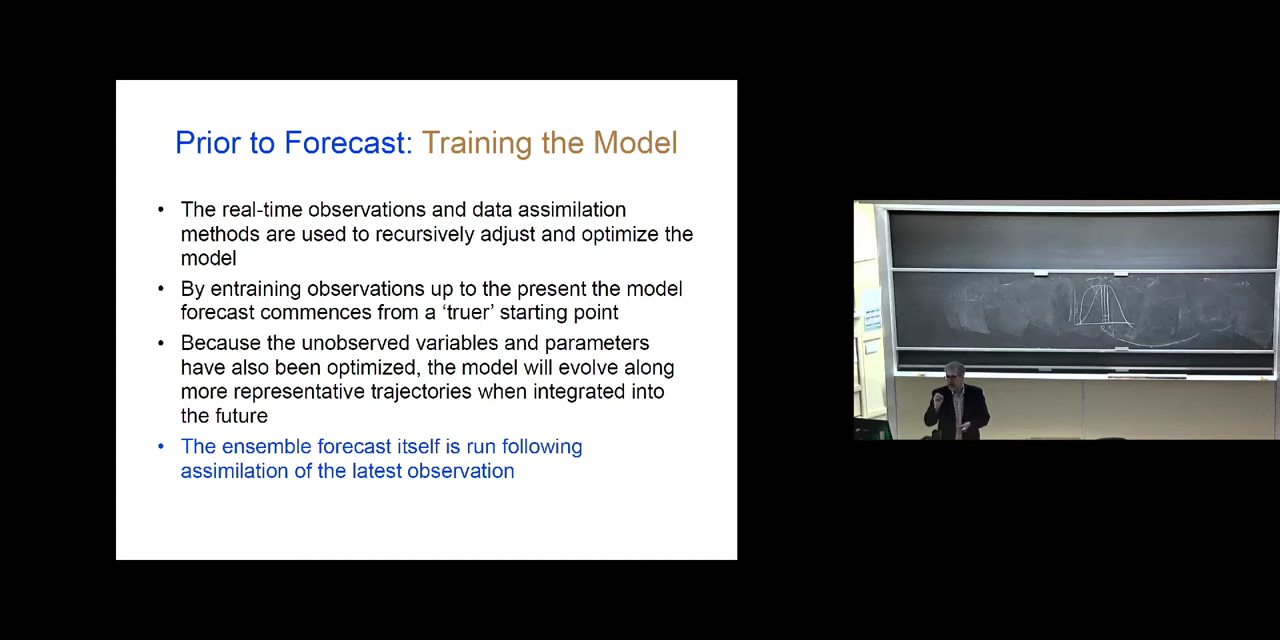 Prior to Forecast: Training the Model
• The real-time observations and data assimilation
methods are used to recursively adjust and optimize the
model
• By entraining observations up to the present the model
forecast commences from a ‘truer’ starting point
• Because the unobserved variables and parameters
have also been optimized, the model will evolve along
more representative trajectories when integrated into
the future
• The ensemble forecast itself is run following
assimilation of the latest observation